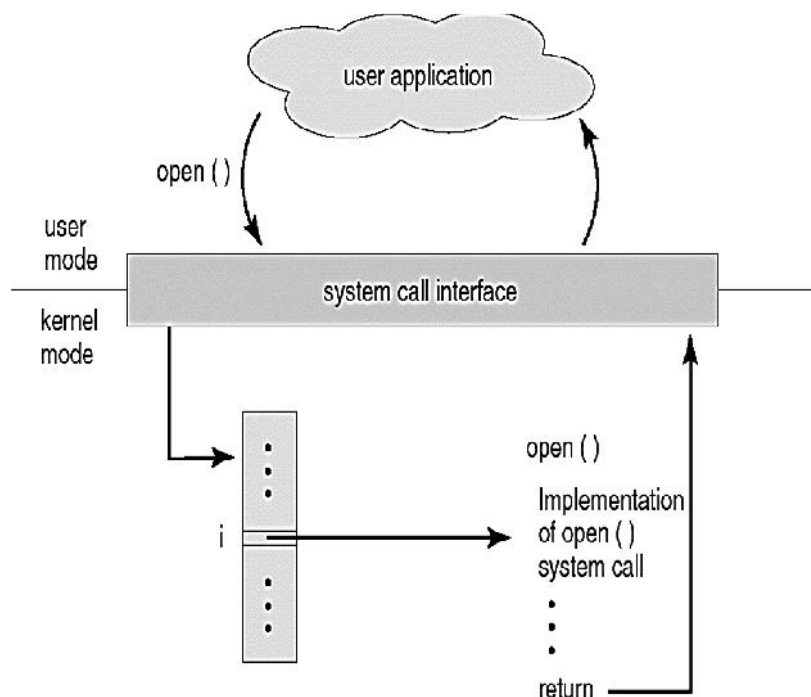 user application
open ( )
user
mode
system call interface
kernel
mode
open ( )
Implementation
i
of open ( )
system call
return